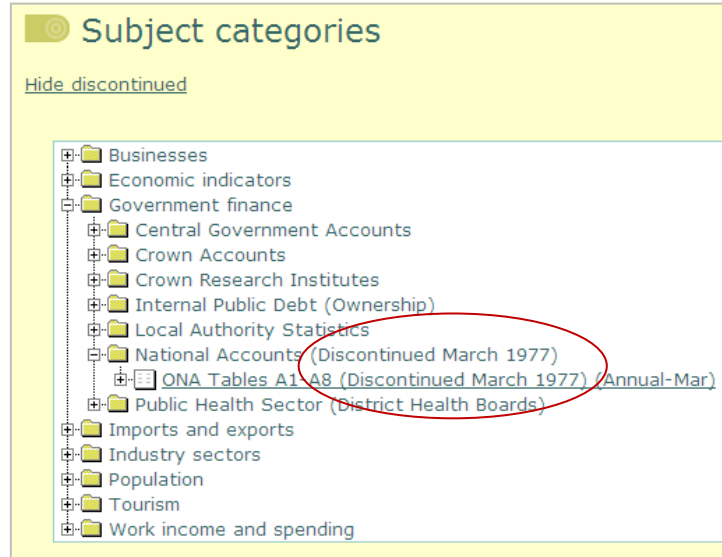 Subject categories
Hide discontinued
Businesses
Economic indicators
Government finance
Central Government Accounts
Crown Accounts
Crown Research Institutes
Internal Public Debt (Ownership)
Local Authority Statistics
National Accounts (Discontinued March 1977)
ONA Tables A1-A8 (Discontinued March 1977) (Annual-Mar)
Public Health Sector (District Health Boards)
Imports and exports
Industry sectors
Population
Tourism
Work income and spending